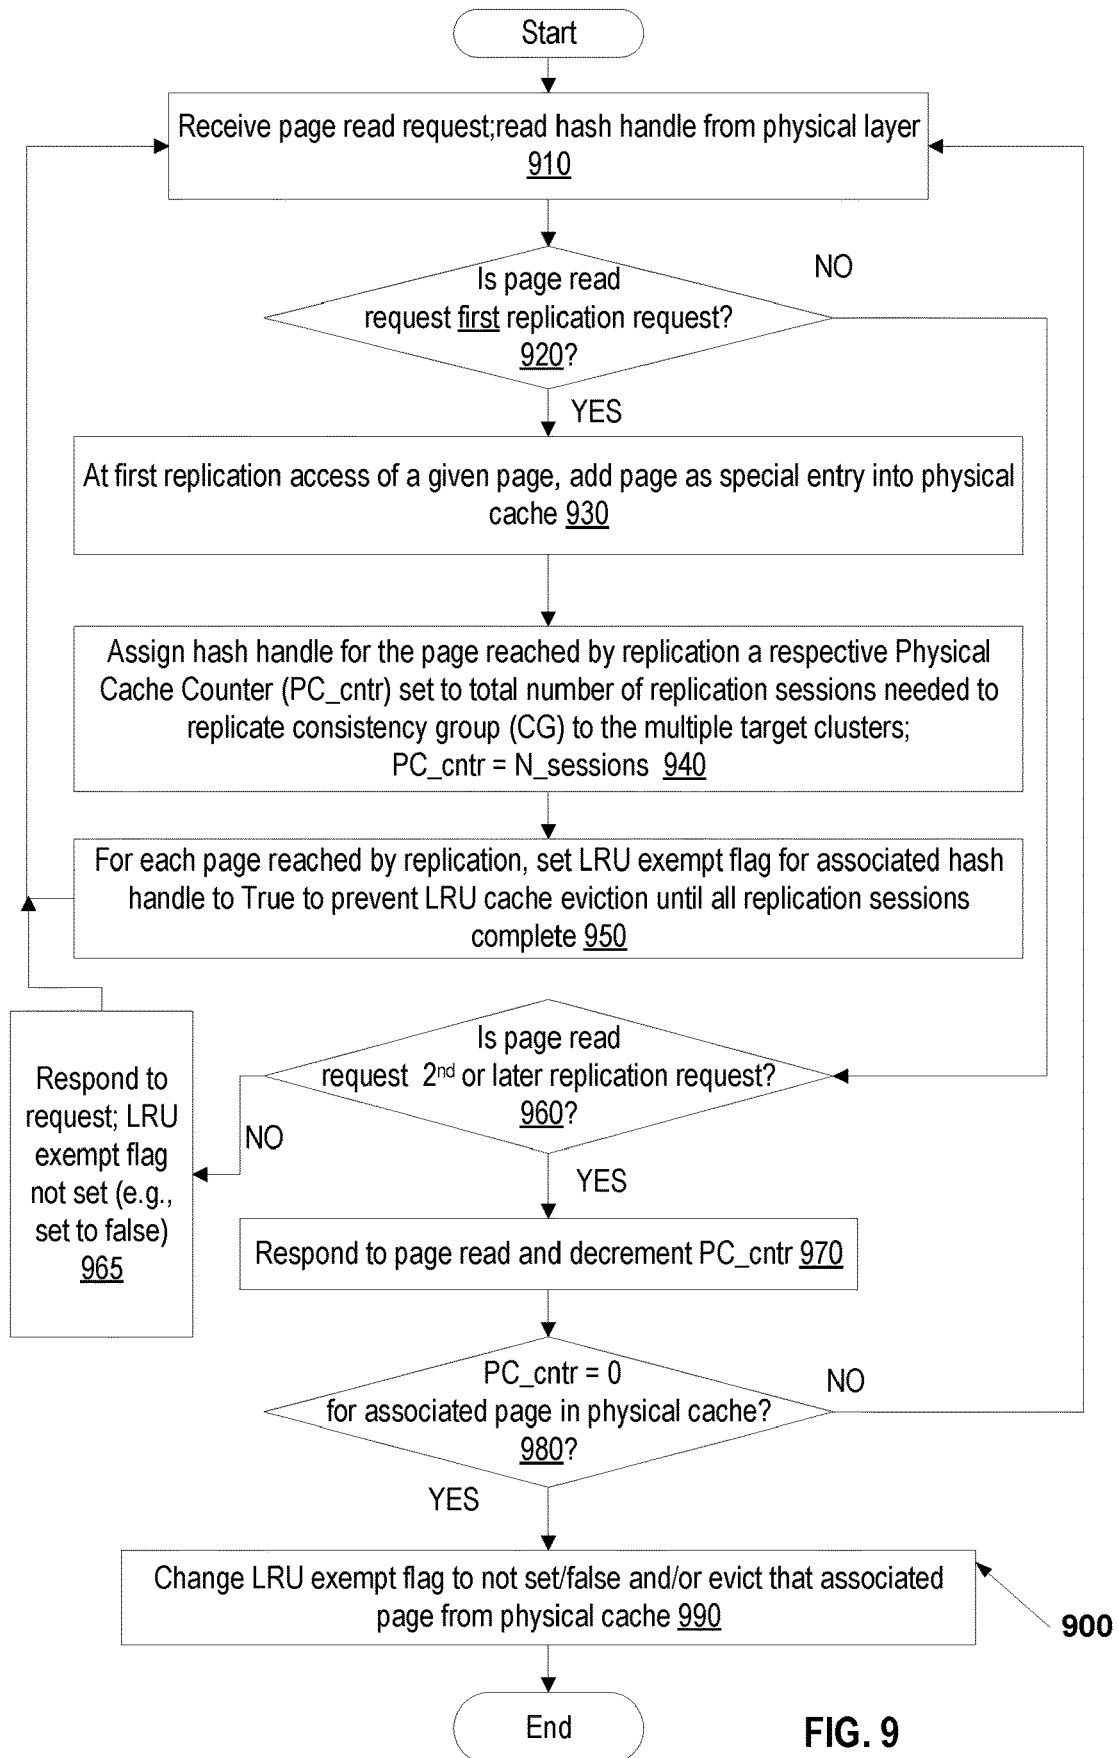 Start
Receive page read request;read hash handle from physical layer
910
Is page read
request first replication request?
920?
NO
YES
At first replication access of a given page, add page as special entry into physical
cache 930
Assign hash handle for the page reached by replication a respective Physical
Cache Counter (PC_cntr) set to total number of replication sessions needed to
replicate consistency group (CG) to the multiple target clusters;
PC_cntr = N_sessions 940
For each page reached by replication, set LRU exempt flag for associated hash
handle to True to prevent LRU cache eviction until all replication sessions
complete 950
Is page read
request 2nd or later replication request?
960?
NO
YES
Respond to
request; LRU
exempt flag
not set (e.g.,
set to false)
965
Respond to page read and decrement PC_cntr 970
PC_cntr = 0
for associated page in physical cache?
980?
NO
YES
Change LRU exempt flag to not set/false and/or evict that associated
page from physical cache 990
900
End
FIG. 9